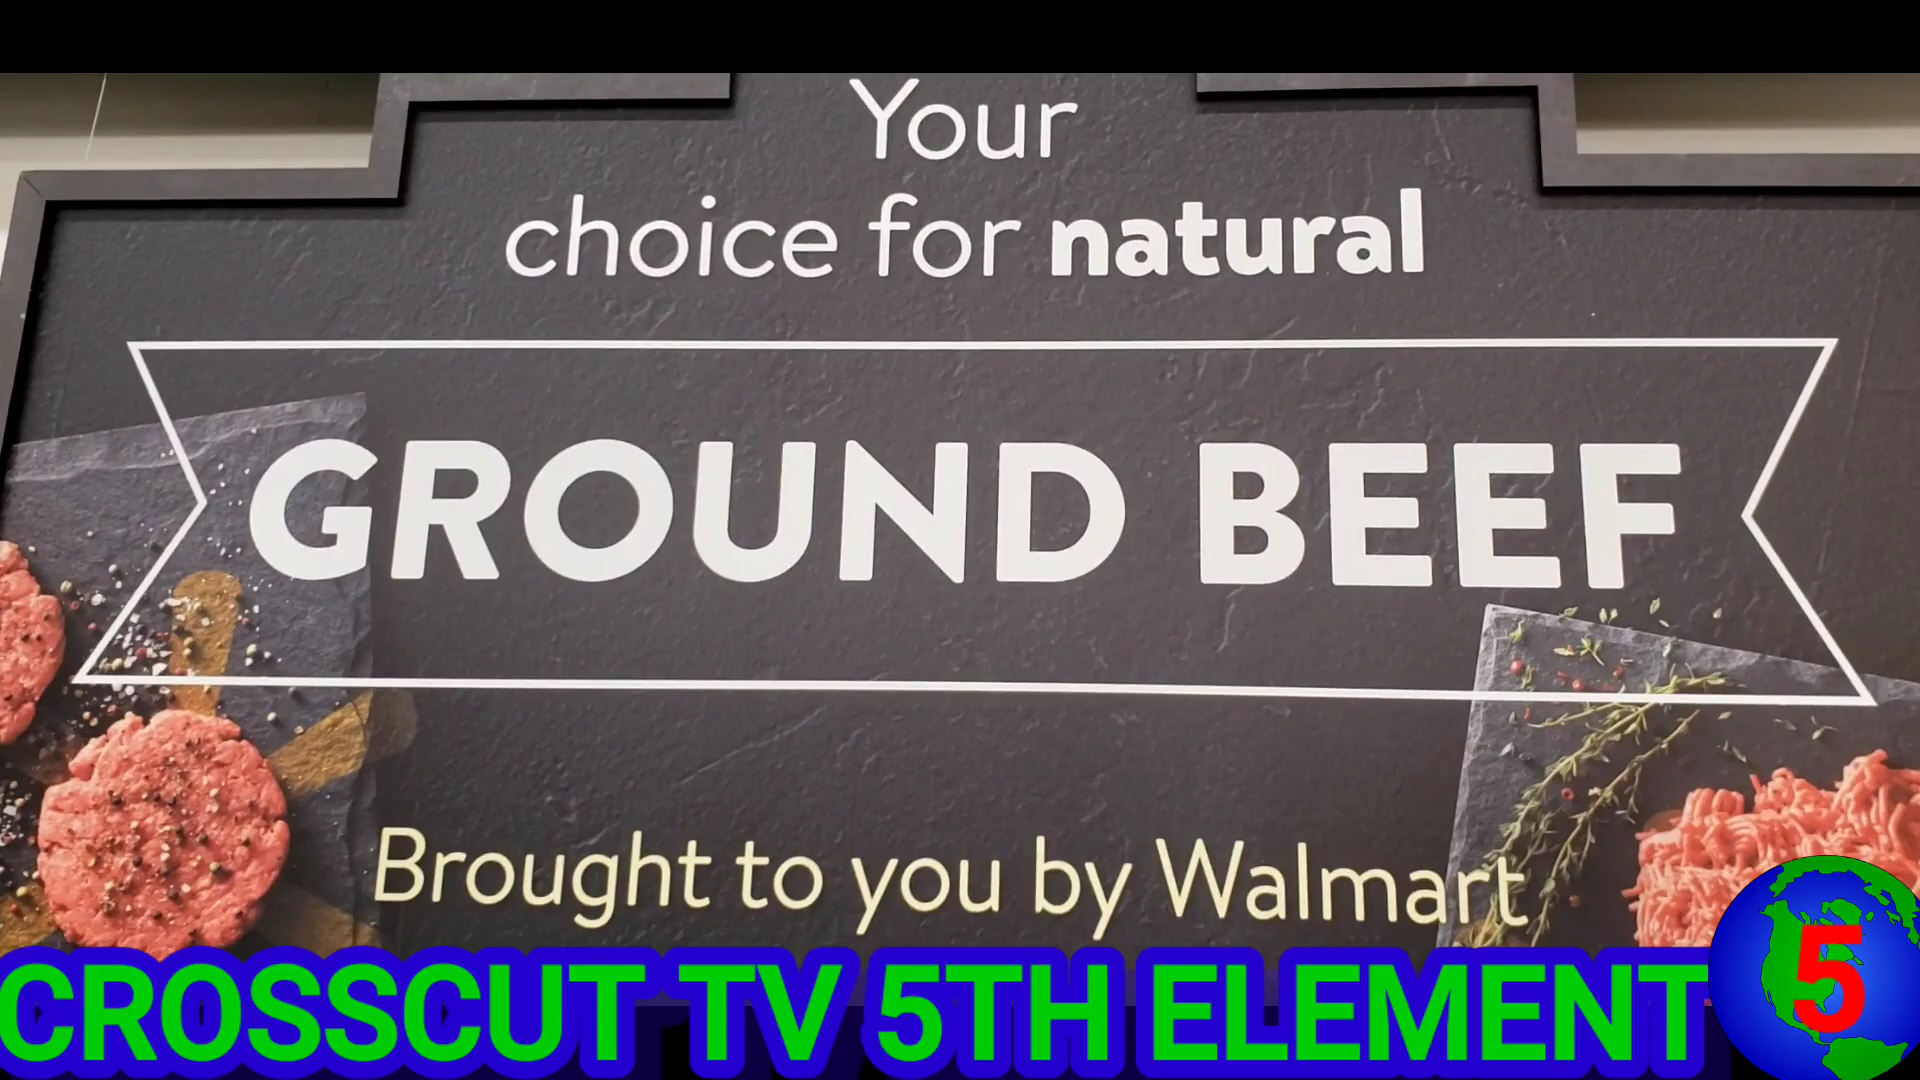 Your
choice for natural
GROUND BEEF
Brought to you by Walmart
CROSSCUT TV 5TH ELEMENT
5